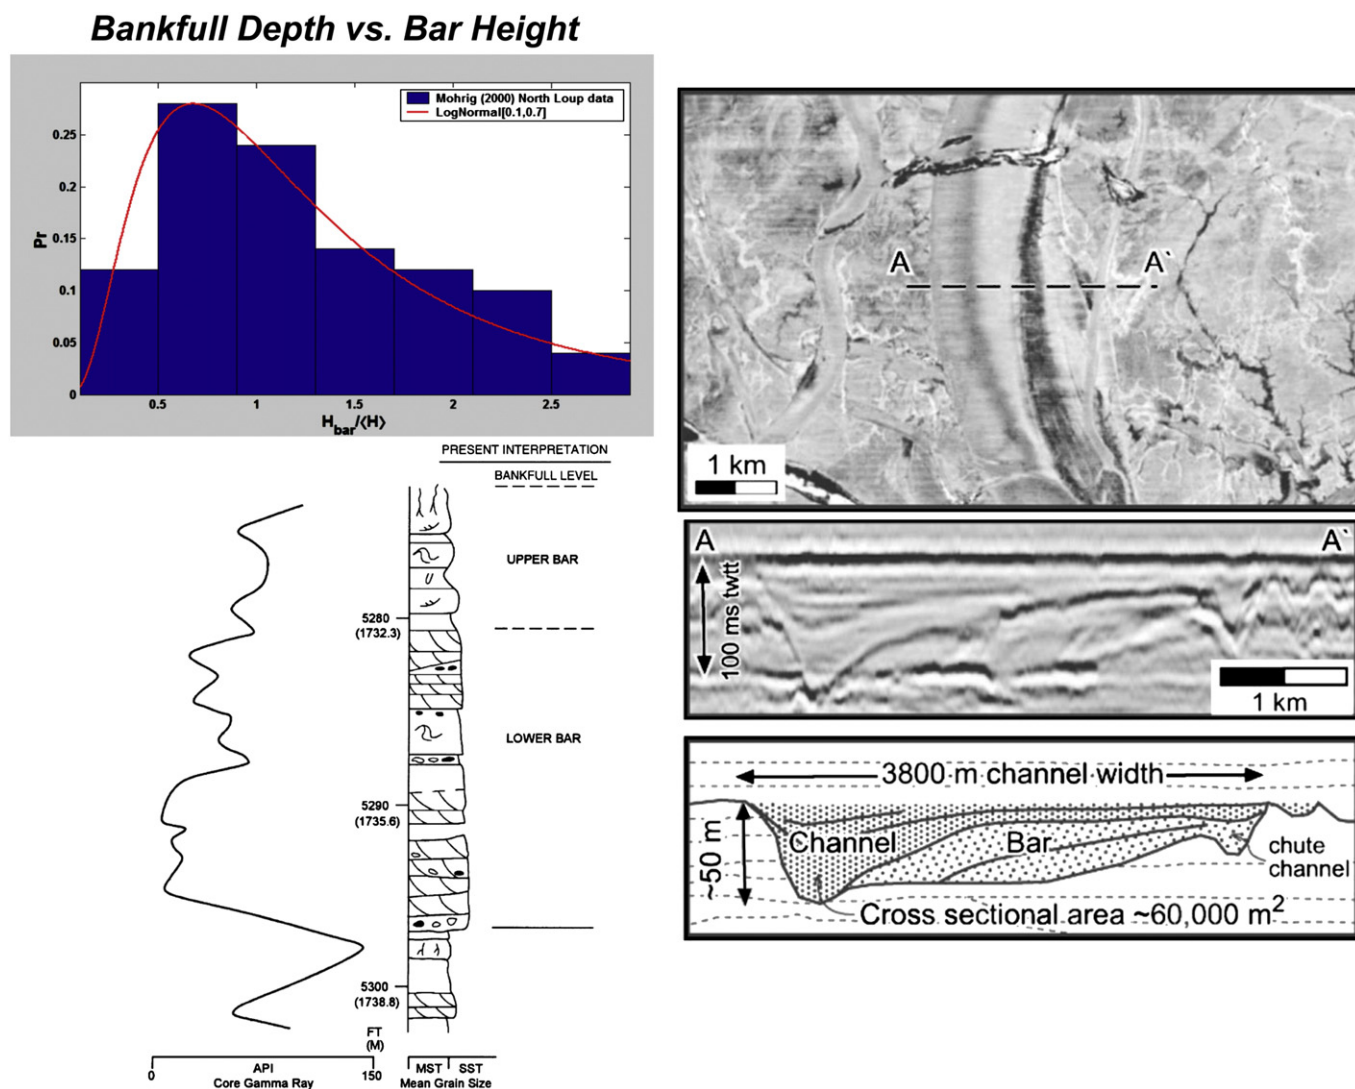 Bankfull Depth vs. Bar Height
Mohrig (2000) North Loup data
LogNormal[0.1,0.7]
0.25
0.2
0.15
0.1
0.05
0
Pr
0.5
1
1.5
2
2.5
H_bar/⟨H⟩
PRESENT INTERPRETATION
BANKFULL LEVEL
UPPER BAR
5280
(1732.3)
LOWER BAR
5290
(1735.6)
5300
(1738.8)
FT
(M)
0
API
150
Core Gamma Ray
MST
SST
Mean Grain Size
A
A`
1 km
A
A`
100 ms twtt
1 km
3800 m channel width
~50 m
Channel
Bar
chute
channel
Cross sectional area ~60,000 m²